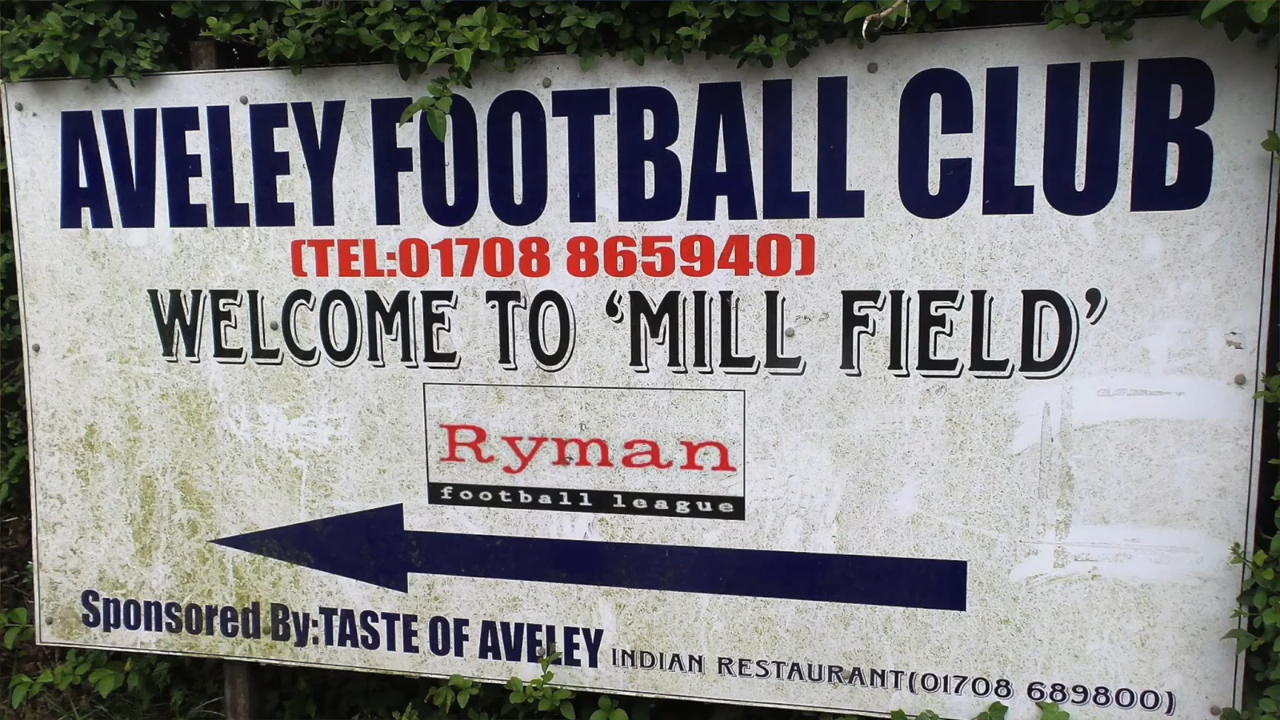 AVELEY FOOTBALL CLUB
(TEL:01708 865940)
WELCOME TO ‘MILL FIELD’
Ryman
football league
Sponsored By:TASTE OF AVELEY INDIAN RESTAURANT(01708 689800)